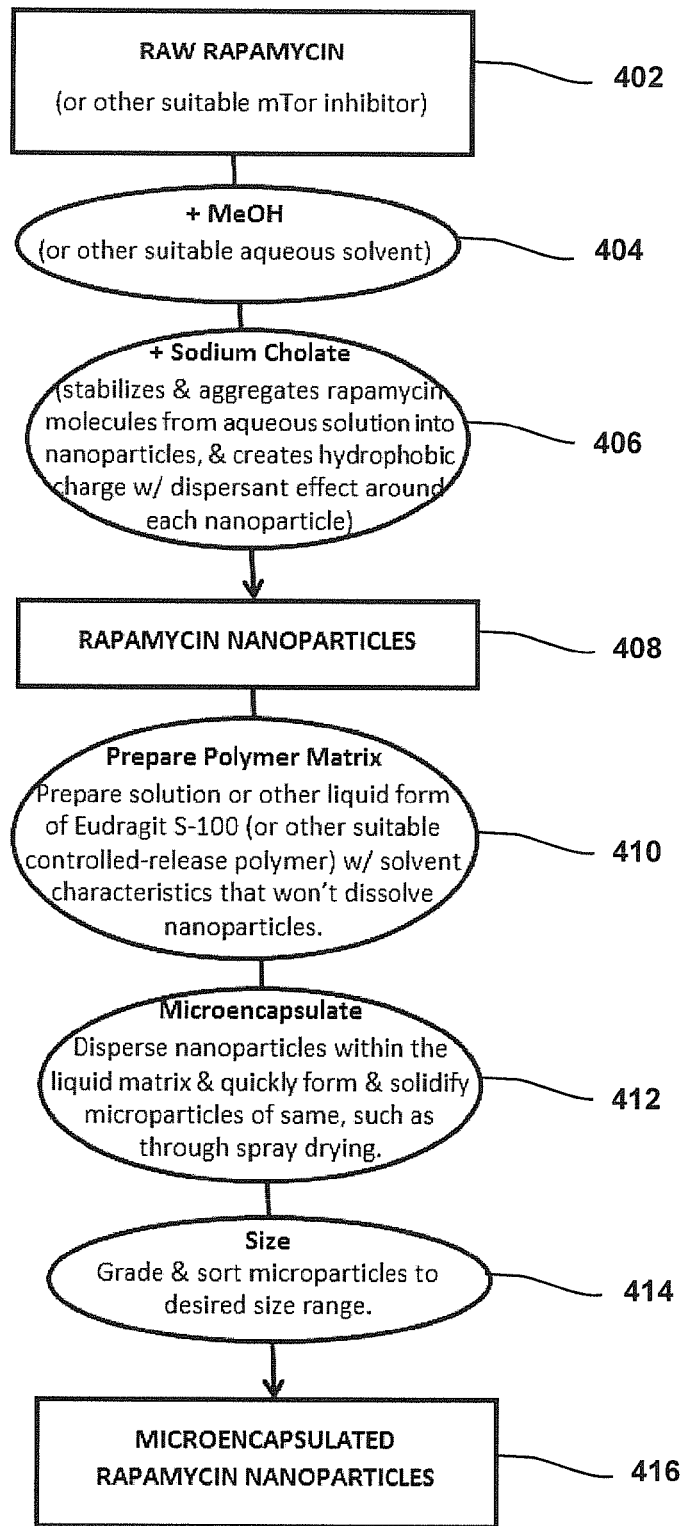 RAW RAPAMYCIN
(or other suitable mTor inhibitor)
402
+ MeOH
(or other suitable aqueous solvent)
404
+ Sodium Cholate
(stabilizes & aggregates rapamycin
molecules from aqueous solution into
nanoparticles, & creates hydrophobic
charge w/ dispersant effect around
each nanoparticle)
406
RAPAMYCIN NANOPARTICLES
408
Prepare Polymer Matrix
Prepare solution or other liquid form
of Eudragit S-100 (or other suitable
controlled-release polymer) w/ solvent
characteristics that won't dissolve
nanoparticles.
410
Microencapsulate
Disperse nanoparticles within the
liquid matrix & quickly form & solidify
microparticles of same, such as
through spray drying.
412
Size
Grade & sort microparticles to
desired size range.
414
MICROENCAPSULATED
RAPAMYCIN NANOPARTICLES
416